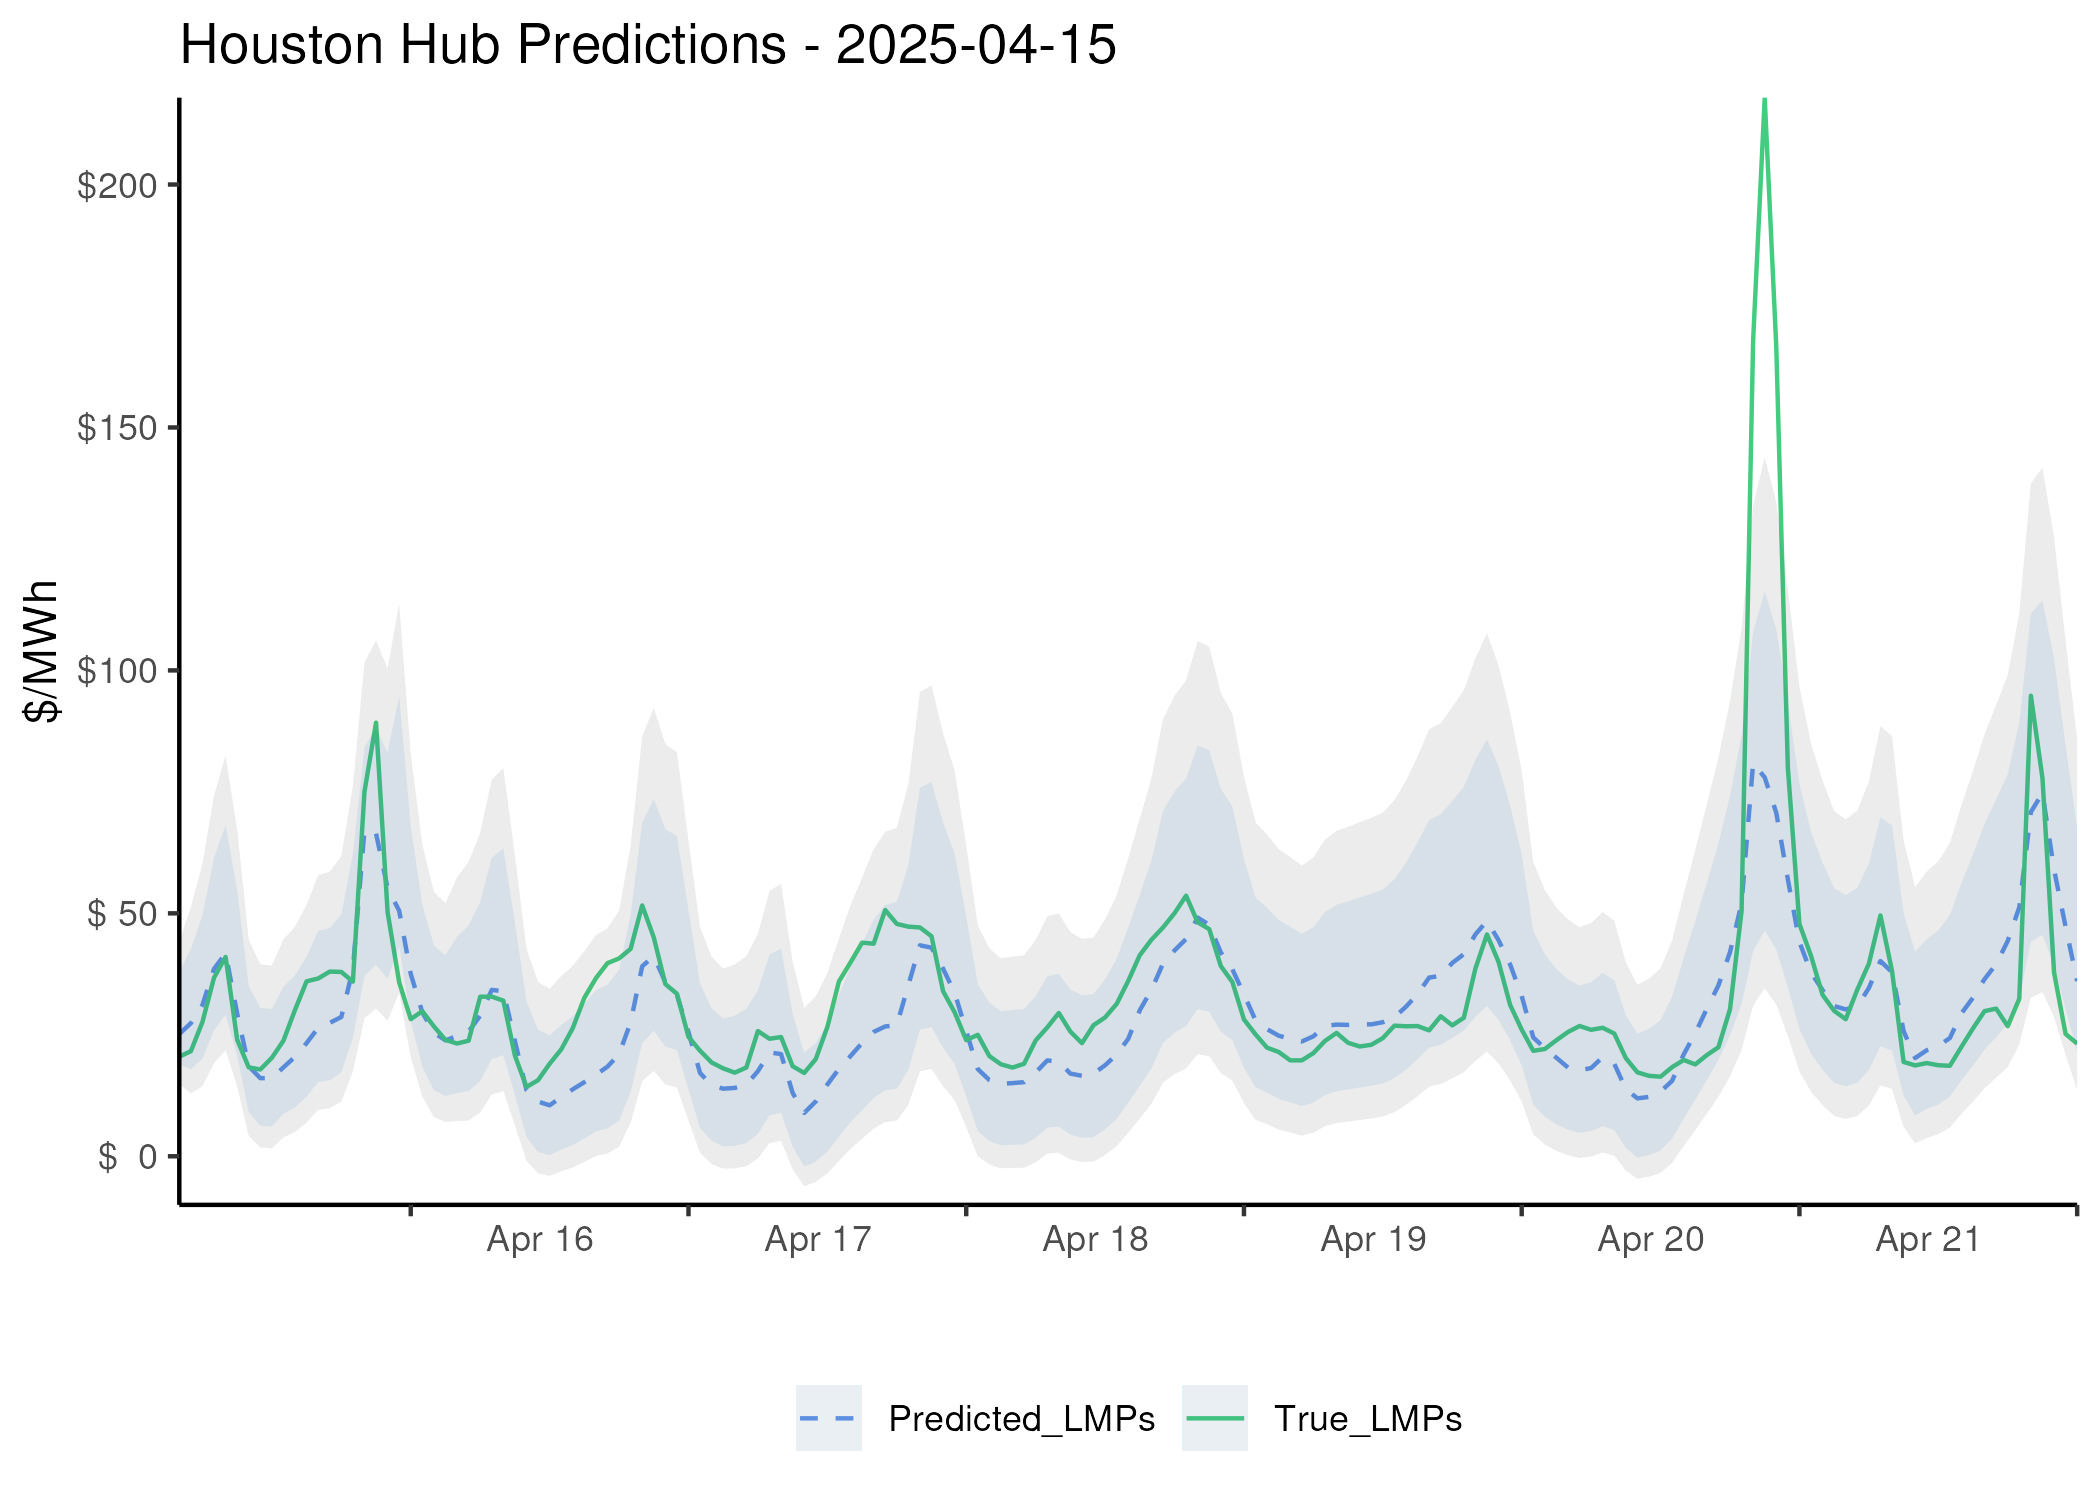 Houston Hub Predictions - 2025-04-15
$/MWh
$200
$150
$100
$ 50
$  0
Apr 16
Apr 17
Apr 18
Apr 19
Apr 20
Apr 21
Predicted_LMPs
True_LMPs